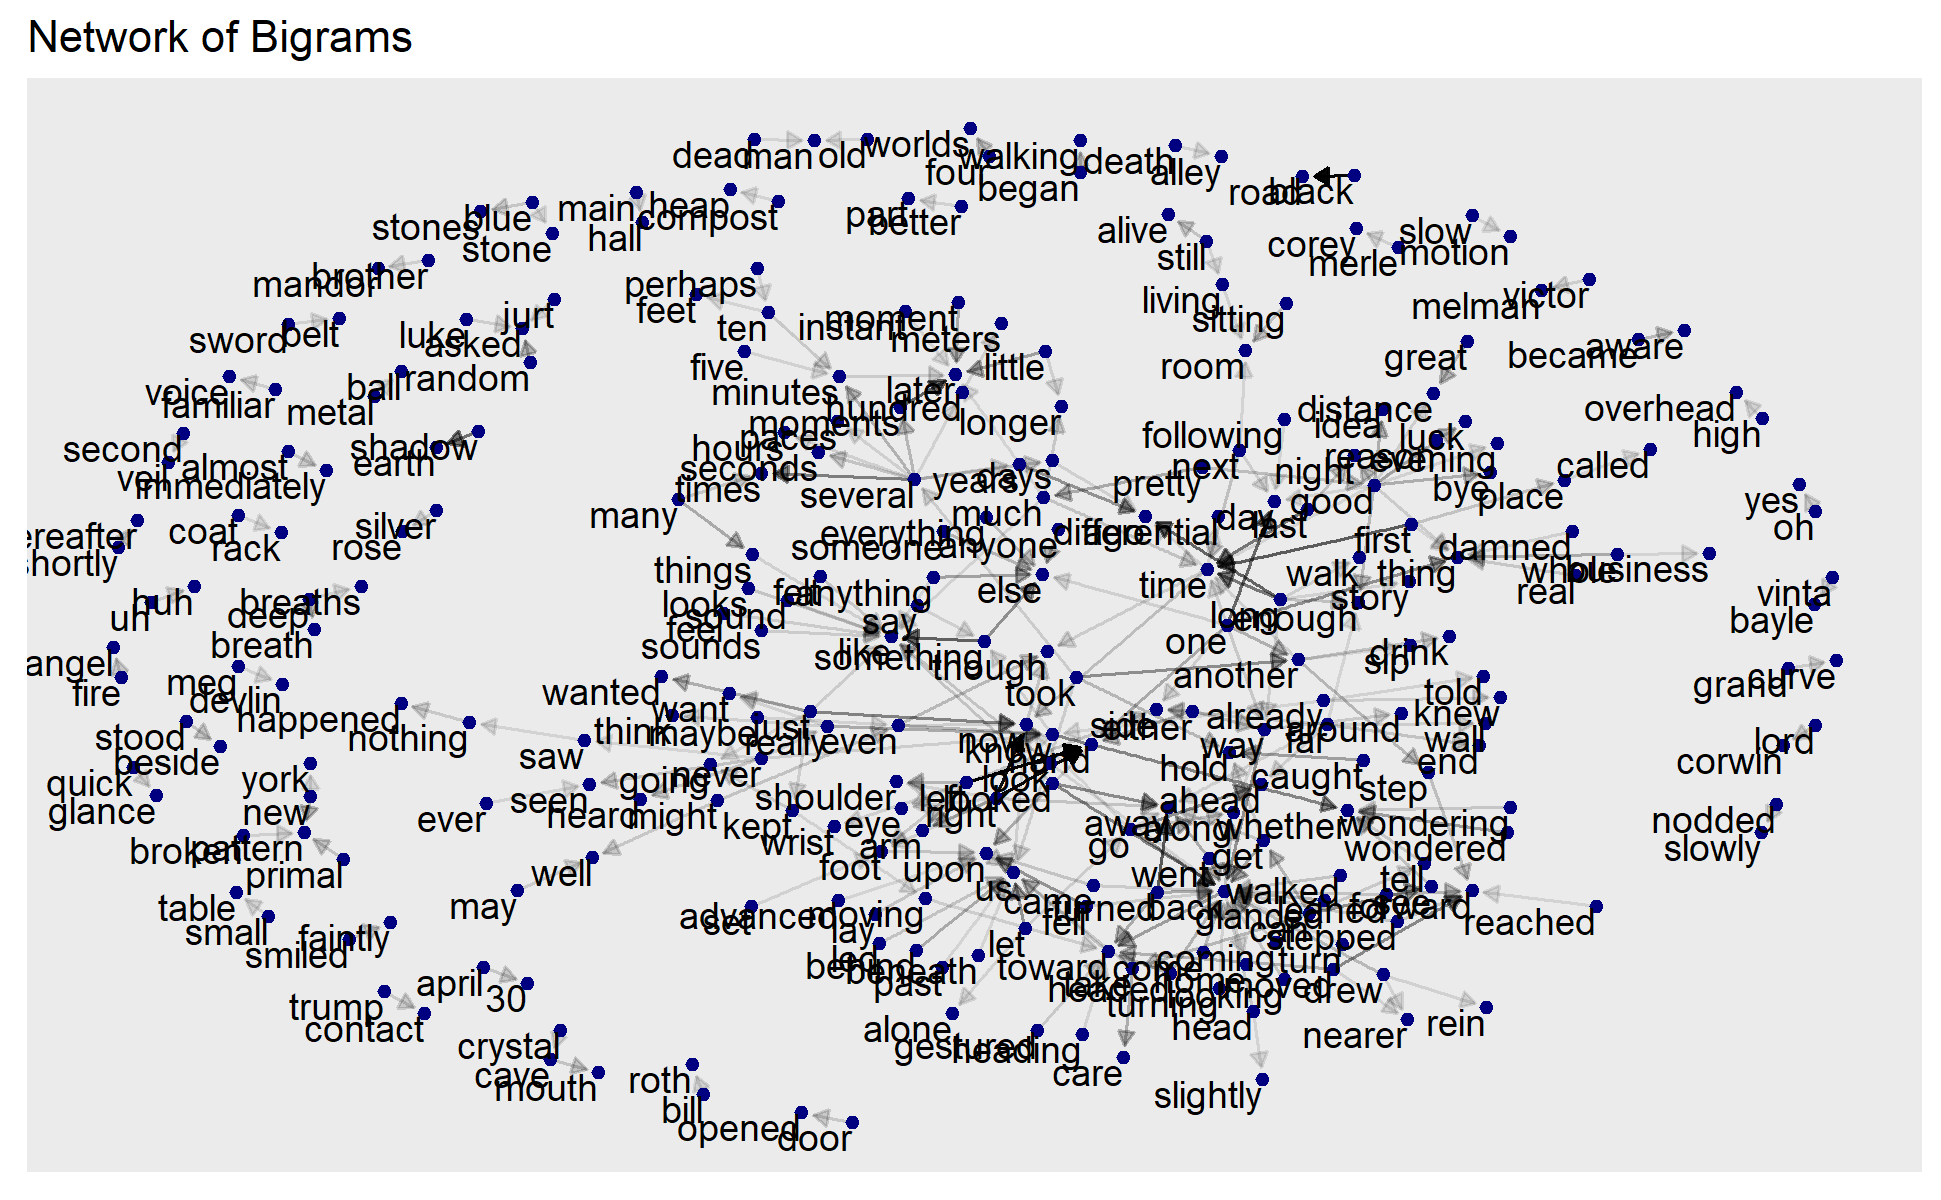 Network of Bigrams
dead
man
old
worlds
four
walking
began
death
alley
road
black
stones
blue
stone
main
hall
heap
compost
part
better
alive
still
corey
merle
slow
motion
mandor
brother
perhaps
feet
ten
living
sitting
melman
victor
sword
belt
luke
jurt
asked
random
instant
moment
meters
little
five
minutes
room
great
became
aware
voice
familiar
ball
metal
later
hundred
longer
moments
paces
hours
seconds
times
several
many
following
distance
idea
luck
reason
evening
overhead
high
second
veil
almost
immediately
shadow
earth
years
days
pretty
next
night
good
bye
place
called
much
yes
oh
ereafter
shortly
coat
rack
silver
rose
everything
someone
anyone
differential
ago
day
last
first
damned
things
looks
felt
anything
else
time
walk
thing
story
whole
business
real
uh
huh
deep
breaths
breath
feel
sound
sounds
say
like
something
though
long
enough
one
another
drink
sip
vinta
bayle
angel
fire
meg
devlin
wanted
want
took
told
knew
grand
curve
happened
nothing
think
maybe
just
really
even
now
know
hand
side
either
already
around
way
far
wall
end
lord
corwin
stood
beside
quick
glance
york
new
saw
going
never
look
looked
hold
caught
step
ever
seen
heard
might
shoulder
left
right
ahead
away
along
go
whether
wondering
wondered
nodded
slowly
broken
pattern
primal
kept
wrist
eye
arm
foot
upon
us
get
went
tell
well
may
table
small
smiled
faintly
set
advanced
moving
lay
led
came
fell
turned
back
walked
glanced
can
see
forward
stepped
reached
april
30
trump
contact
behind
beneath
past
let
toward
come
coming
turn
take
headed
home
moved
turning
looking
drew
crystal
cave
mouth
alone
gestured
heading
head
nearer
rein
roth
bill
care
slightly
opened
door